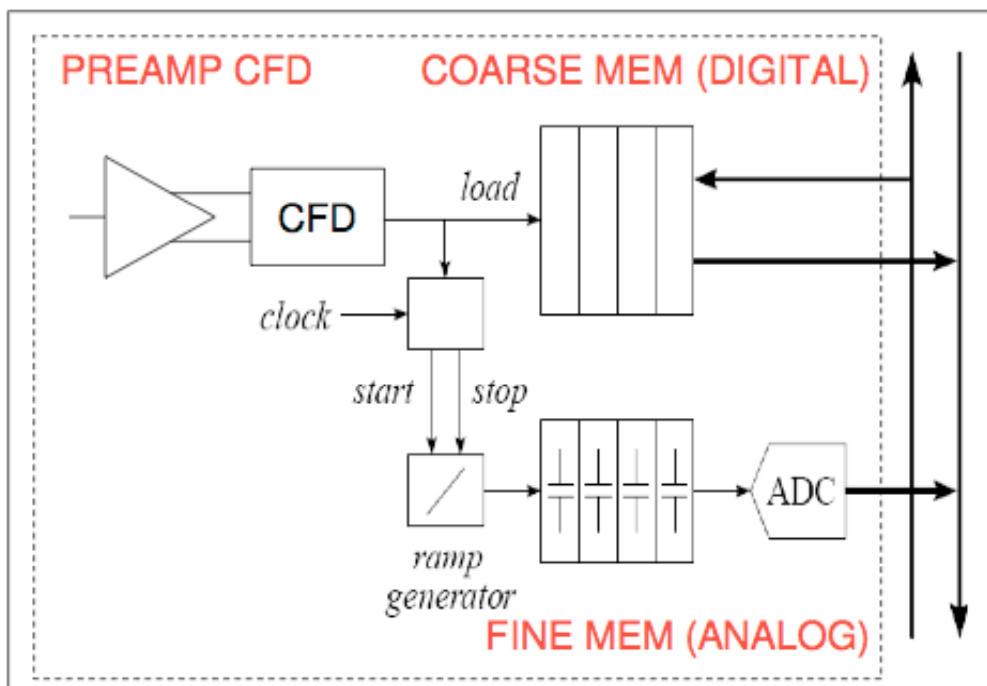 PREAMP CFD
COARSE MEM (DIGITAL)
load
CFD
clock
start
stop
ADC
ramp
generator
FINE MEM (ANALOG)